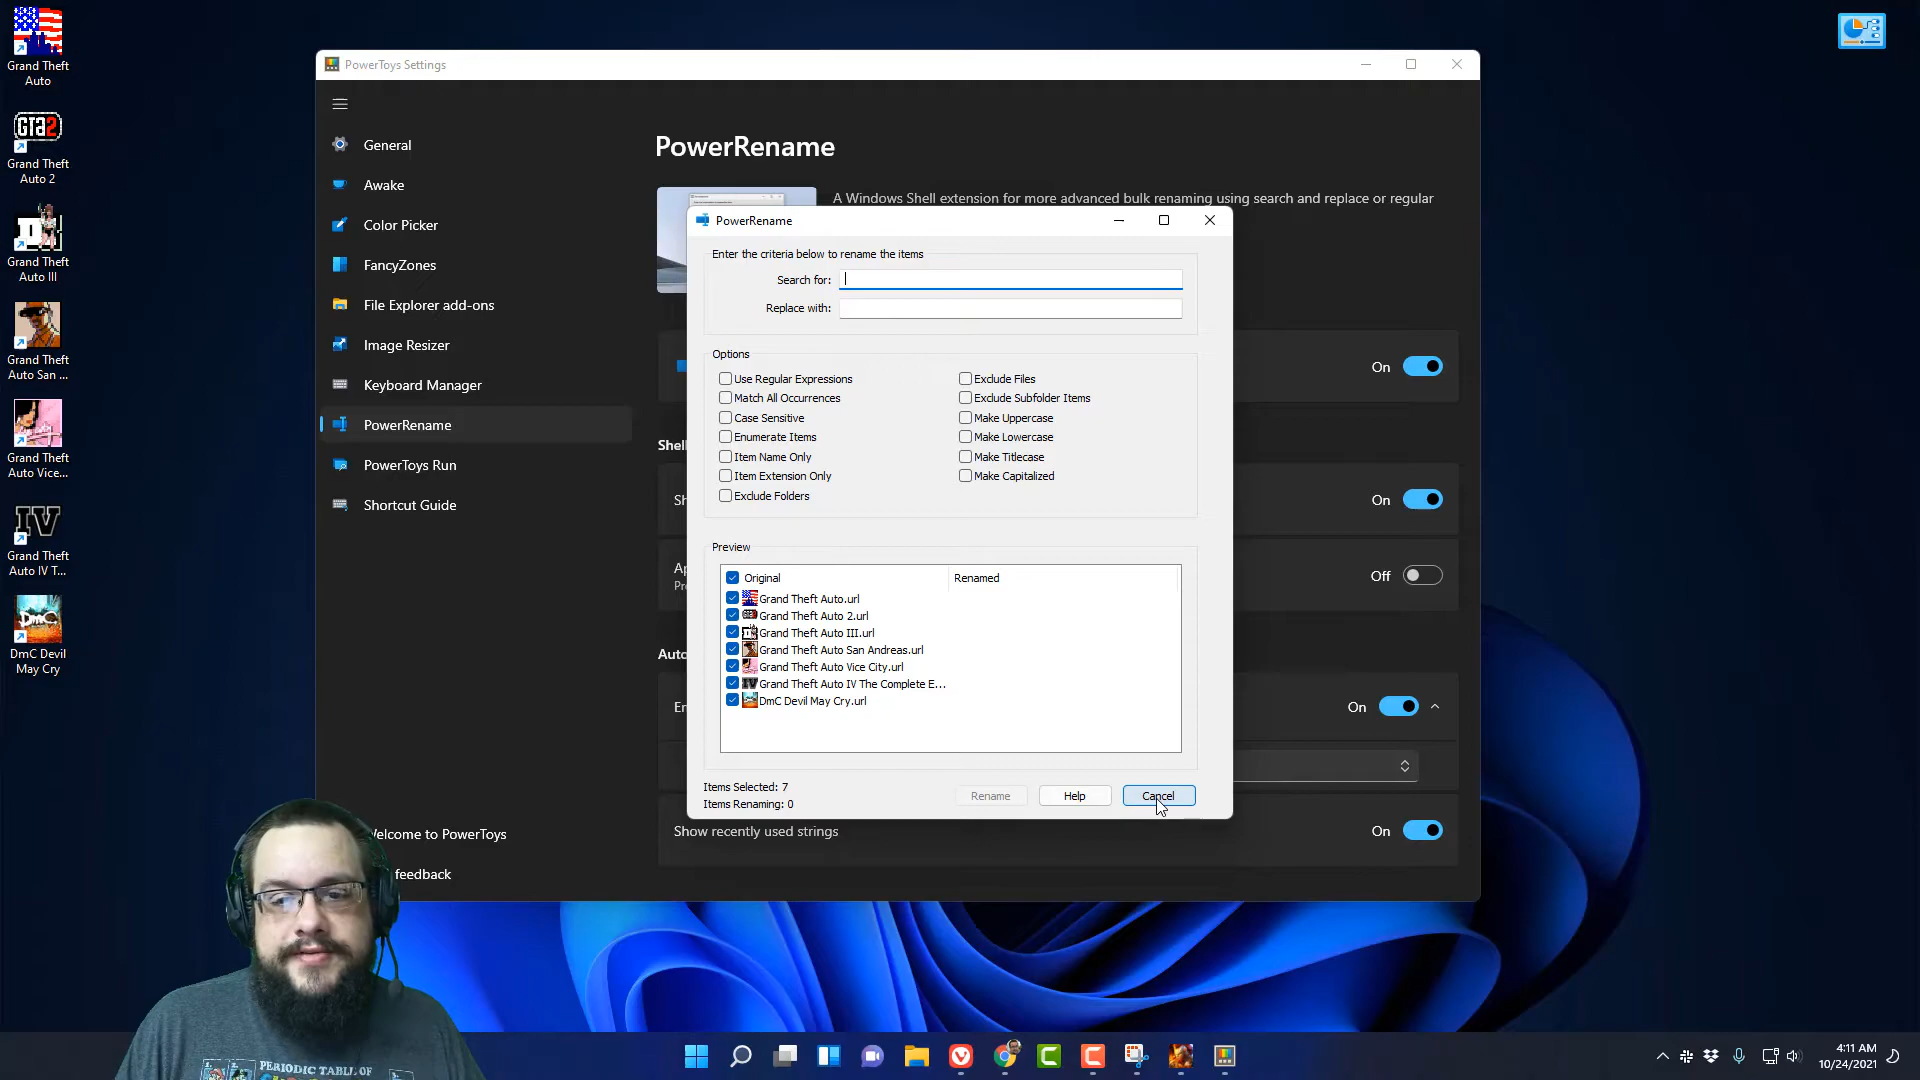 Grand Theft
Auto
GTA2
Grand Theft
Auto 2
Grand Theft
Auto III
Grand Theft
Auto San ...
Grand Theft
Auto Vice...
IV
Grand Theft
Auto IV T...
DmC
DmC Devil
May Cry
PowerToys Settings
General
Awake
Color Picker
FancyZones
File Explorer add-ons
Image Resizer
Keyboard Manager
PowerRename
PowerToys Run
Shortcut Guide
Welcome to PowerToys
feedback
PowerRename
A Windows Shell extension for more advanced bulk renaming using search and replace or regular
On
Shell
Sh
On
Ap
Pre
Off
Auto
En
On
Show recently used strings
On
PowerRename
Enter the criteria below to rename the items
Search for:
Replace with:
Options
Use Regular Expressions
Match All Occurrences
Case Sensitive
Enumerate Items
Item Name Only
Item Extension Only
Exclude Folders
Exclude Files
Exclude Subfolder Items
Make Uppercase
Make Lowercase
Make Titlecase
Make Capitalized
Preview
Original Renamed
Grand Theft Auto.url
Grand Theft Auto 2.url
Grand Theft Auto III.url
Grand Theft Auto San Andreas.url
Grand Theft Auto Vice City.url
Grand Theft Auto IV The Complete E...
DmC Devil May Cry.url
Items Selected: 7
Items Renaming: 0
Rename Help Cancel
PERIODIC TABLE OF
4:11 AM
10/24/2021